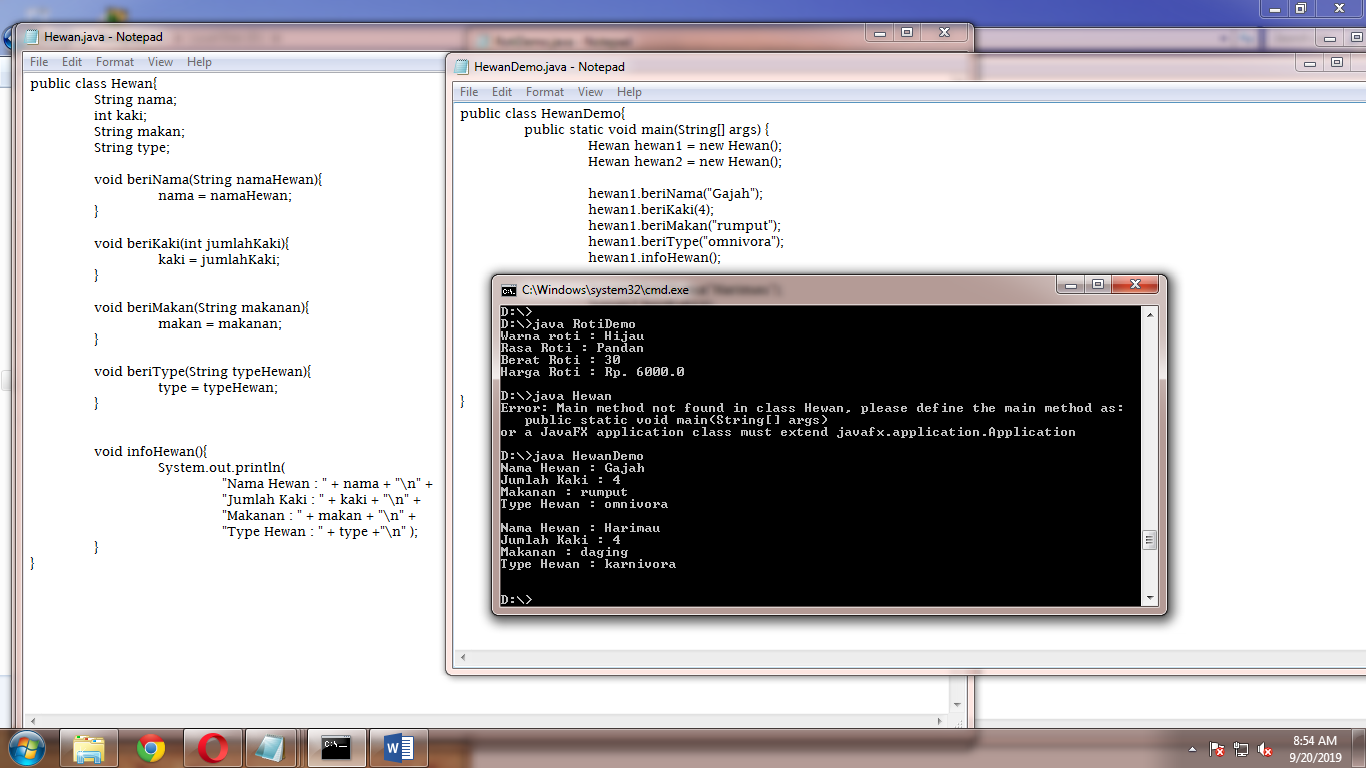 Hewan.java - Notepad
File Edit Format View Help
public class Hewan{
String nama;
int kaki;
String makan;
String type;
void beriNama(String namaHewan){
nama = namaHewan;
}
void beriKaki(int jumlahKaki){
kaki = jumlahKaki;
}
void beriMakan(String makanan){
makan = makanan;
}
void beriType(String typeHewan){
type = typeHewan;
}
void infoHewan(){
System.out.println(
"Nama Hewan : " + nama + "\n" +
"Jumlah Kaki : " + kaki + "\n" +
"Makanan : " + makan + "\n" +
"Type Hewan : " + type +"\n" );
}
}
RotiDemo.java - Notepad
HewanDemo.java - Notepad
File Edit Format View Help
public class HewanDemo{
public static void main(String[] args) {
Hewan hewan1 = new Hewan();
Hewan hewan2 = new Hewan();
hewan1.beriNama("Gajah");
hewan1.beriKaki(4);
hewan1.beriMakan("rumput");
hewan1.beriType("omnivora");
hewan1.infoHewan();
}
C:\Windows\system32\cmd.exe
D:\>
D:\>java RotiDemo
Warna roti : Hijau
Rasa Roti : Pandan
Berat Roti : 30
Harga Roti : Rp. 6000.0
D:\>java Hewan
Error: Main method not found in class Hewan, please define the main method as:
public static void main(String[] args)
or a JavaFX application class must extend javafx.application.Application
D:\>java HewanDemo
Nama Hewan : Gajah
Jumlah Kaki : 4
Makanan : rumput
Type Hewan : omnivora
Nama Hewan : Harimau
Jumlah Kaki : 4
Makanan : daging
Type Hewan : karnivora
D:\>
8:54 AM
9/20/2019